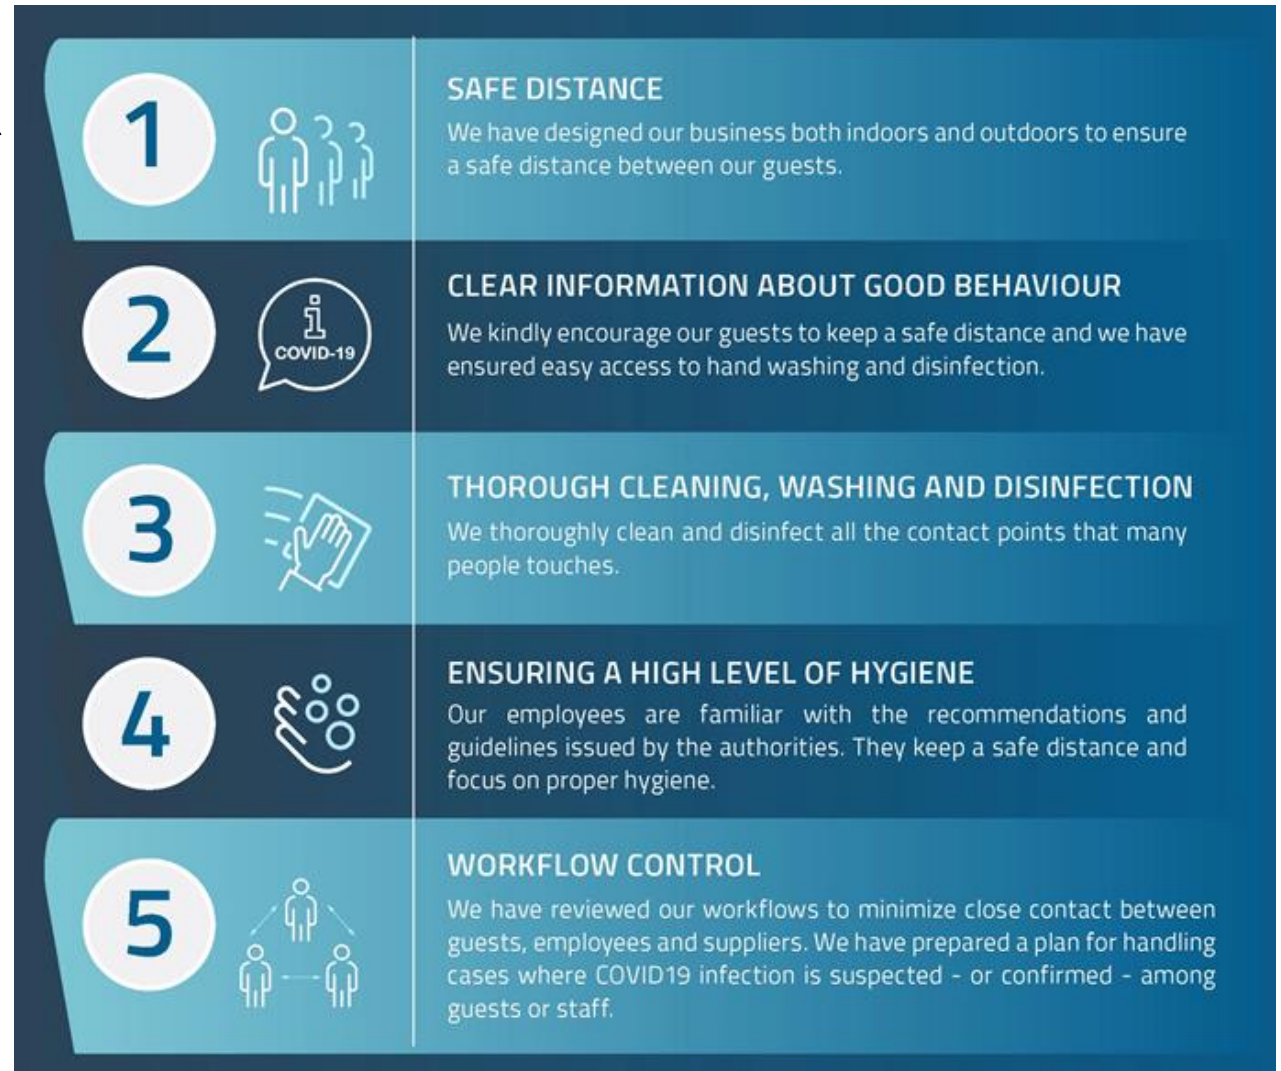 1
SAFE DISTANCE
We have designed our business both indoors and outdoors to ensure
a safe distance between our guests.
2
i
COVID-19
CLEAR INFORMATION ABOUT GOOD BEHAVIOUR
We kindly encourage our guests to keep a safe distance and we have
ensured easy access to hand washing and disinfection.
3
THOROUGH CLEANING, WASHING AND DISINFECTION
We thoroughly clean and disinfect all the contact points that many
people touches.
4
ENSURING A HIGH LEVEL OF HYGIENE
Our employees are familiar with the recommendations and
guidelines issued by the authorities. They keep a safe distance and
focus on proper hygiene.
5
WORKFLOW CONTROL
We have reviewed our workflows to minimize close contact between
guests, employees and suppliers. We have prepared a plan for handling
cases where COVID19 infection is suspected - or confirmed - among
guests or staff.